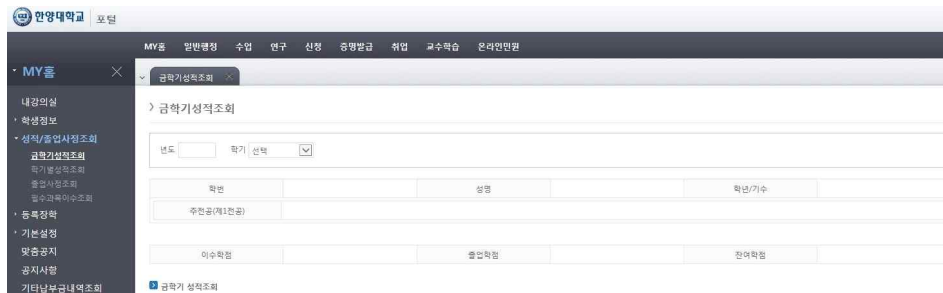 한양대학교 포털
MY홈 일반행정 수업 연구 신청 증명발급 취업 교수학습 온라인민원
MY홈
금학기성적조회
내강의실
학생정보
성적/졸업사정조회
금학기성적조회
학기별성적조회
졸업사정조회
필수과목이수조회
등록장학
기본설정
맞춤공지
공지사항
기타납부금내역조회
금학기성적조회
년도 학기 선택
학번 성명 학년/기수
주전공(제1전공)
이수학점 졸업학점 잔여학점
금학기 성적조회